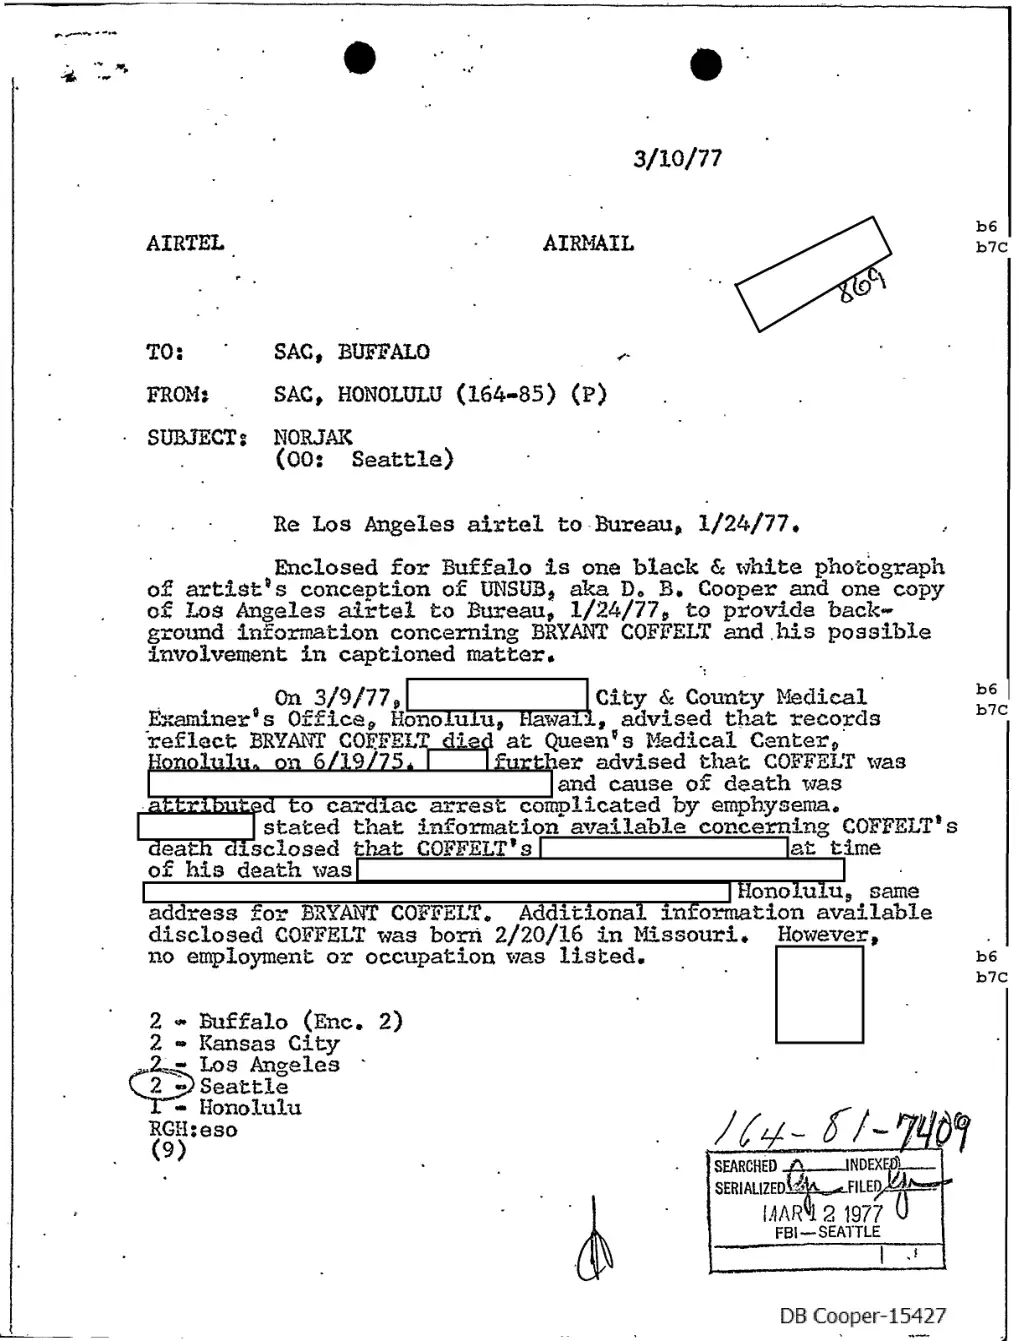 3/10/77
b6
b7C
AIRTEL AIRMAIL
869
TO: SAC, BUFFALO
FROM: SAC, HONOLULU (164-85) (P)
SUBJECT: NORJAK
(OO: Seattle)
Re Los Angeles airtel to Bureau, 1/24/77.
Enclosed for Buffalo is one black & white photograph
of artist's conception of UNSUB, aka D. B. Cooper and one copy
of Los Angeles airtel to Bureau, 1/24/77, to provide back-
ground information concerning BRYANT COFFELT and his possible
involvement in captioned matter.
On 3/9/77, City & County Medical
b6
b7C
Examiner's Office, Honolulu, Hawaii, advised that records
reflect BRYANT COFFELT died at Queen's Medical Center,
Honolulu, on 6/19/75. further advised that COFFELT was
and cause of death was
attributed to cardiac arrest complicated by emphysema.
stated that information available concerning COFFELT's
death disclosed that COFFELT's at time
of his death was
Honolulu, same
address for BRYANT COFFELT. Additional information available
disclosed COFFELT was born 2/20/16 in Missouri. However,
no employment or occupation was listed.
b6
b7C
2 - Buffalo (Enc. 2)
2 - Kansas City
2 - Los Angeles
2 - Seattle
1 - Honolulu
RGH:eso
(9)
164-81-7409
SEARCHED INDEXED
SERIALIZED FILED
MAR 12 1977
FBI—SEATTLE
DB Cooper-15427